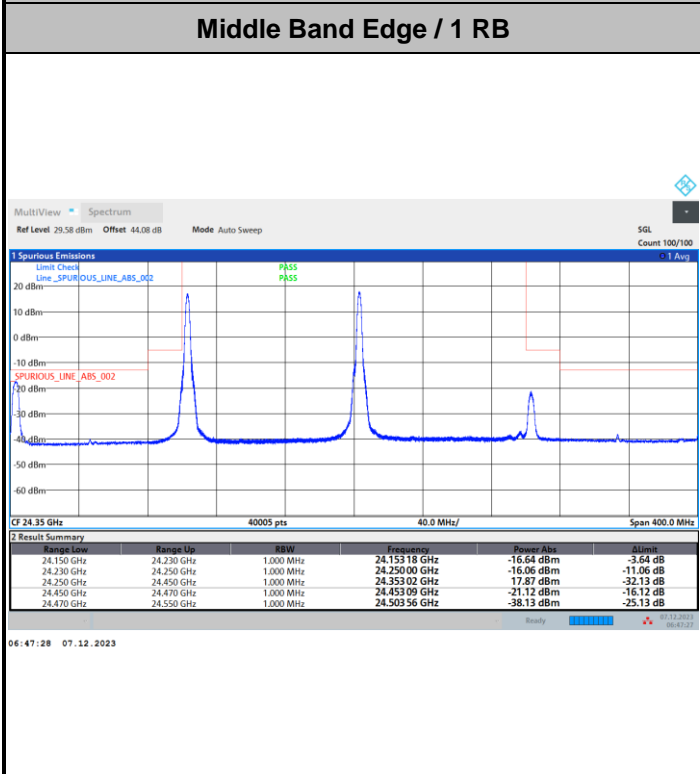 Middle Band Edge / 1 RB
MultiView Spectrum
Ref Level 29.58 dBm Offset 44.08 dB Mode Auto Sweep SGL
Count 100/100
1 Spurious Emissions 1 Avg
Limit Check PASS
Line _SPURIOUS_LINE_ABS_002 PASS
20 dBm
10 dBm
0 dBm
-10 dBm
_SPURIOUS_LINE_ABS_002
-20 dBm
-30 dBm
-40 dBm
-50 dBm
-60 dBm
CF 24.35 GHz 40005 pts 40.0 MHz/ Span 400.0 MHz
2 Result Summary
Range Low Range Up RBW Frequency Power Abs ΔLimit
24.150 GHz 24.230 GHz 1.000 MHz 24.153 18 GHz -16.64 dBm -3.64 dB
24.230 GHz 24.250 GHz 1.000 MHz 24.250 00 GHz -16.06 dBm -11.06 dB
24.250 GHz 24.450 GHz 1.000 MHz 24.353 02 GHz 17.87 dBm -32.13 dB
24.450 GHz 24.470 GHz 1.000 MHz 24.453 09 GHz -21.12 dBm -16.12 dB
24.470 GHz 24.550 GHz 1.000 MHz 24.503 56 GHz -38.13 dBm -25.13 dB
Ready 07.12.2023
06:47:27
06:47:28 07.12.2023